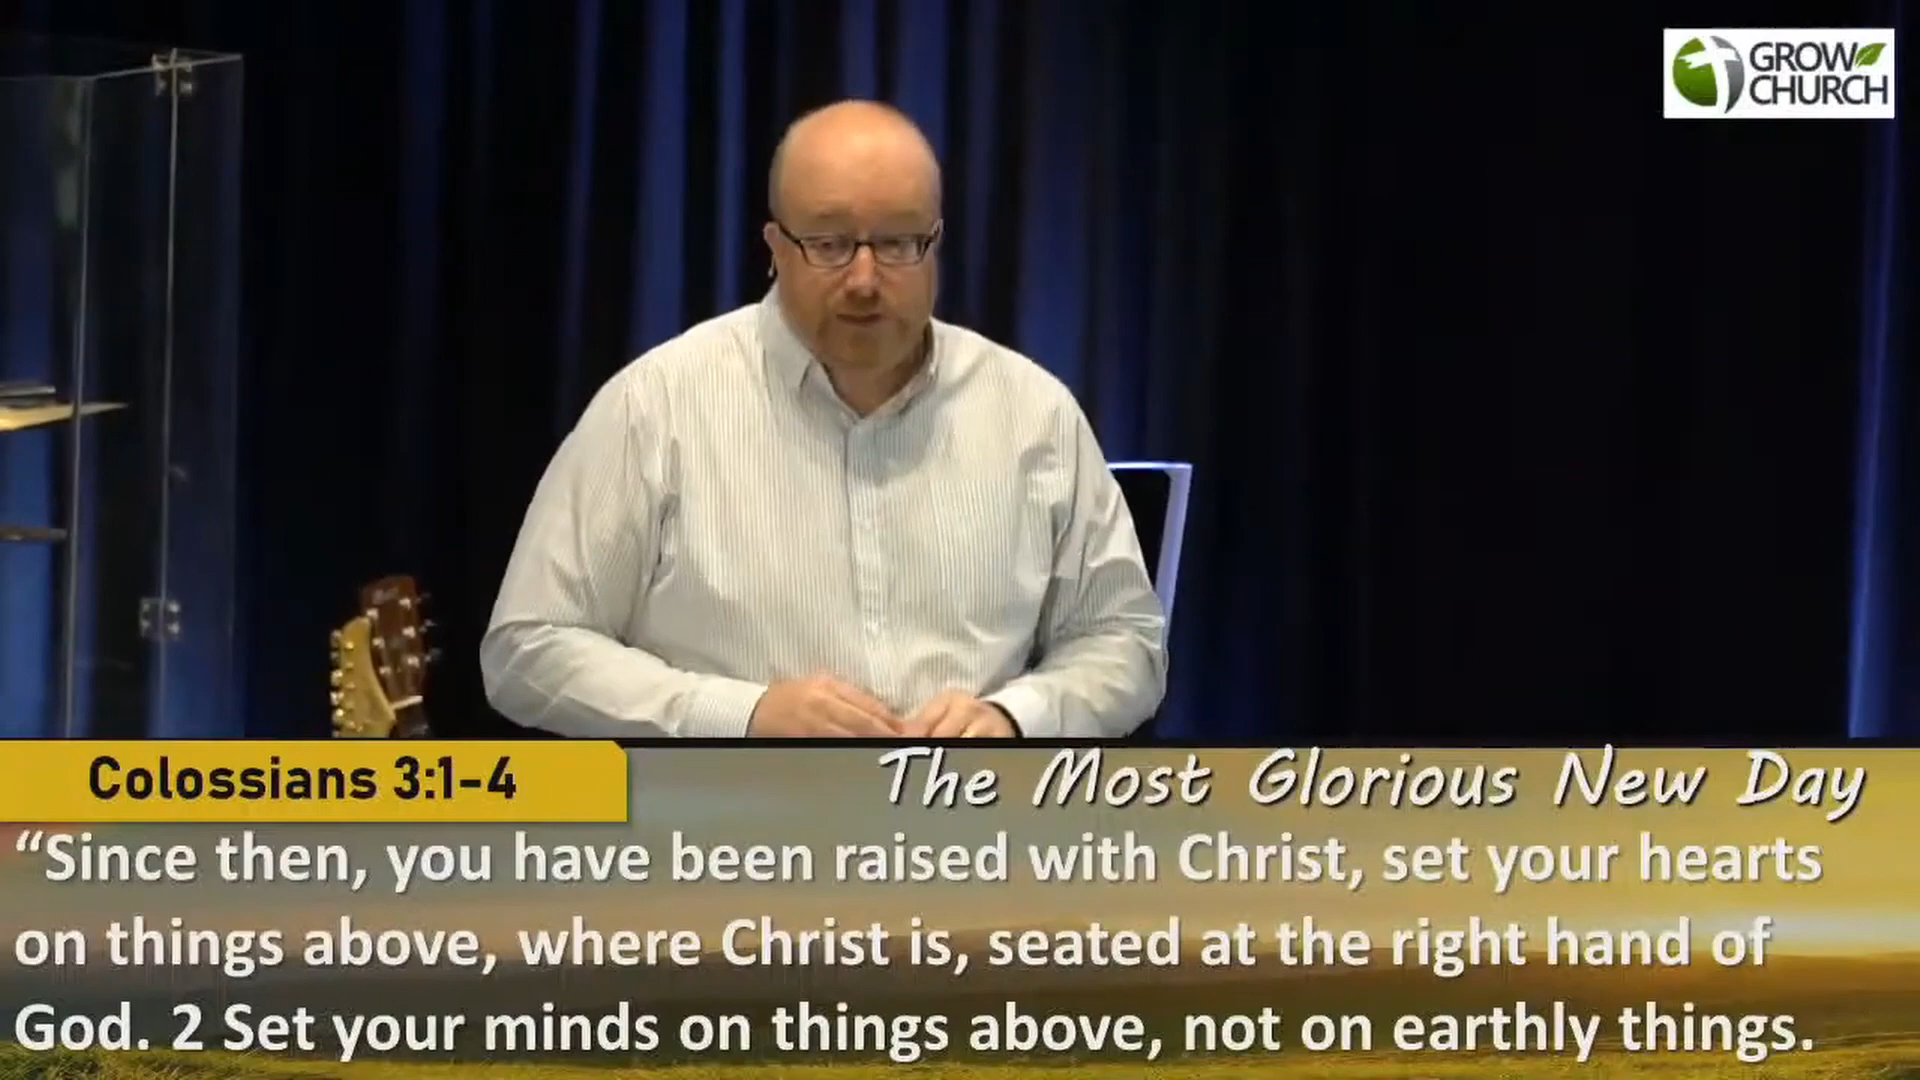 GROW
CHURCH
Colossians 3:1-4
The Most Glorious New Day
“Since then, you have been raised with Christ, set your hearts
on things above, where Christ is, seated at the right hand of
God. 2 Set your minds on things above, not on earthly things.